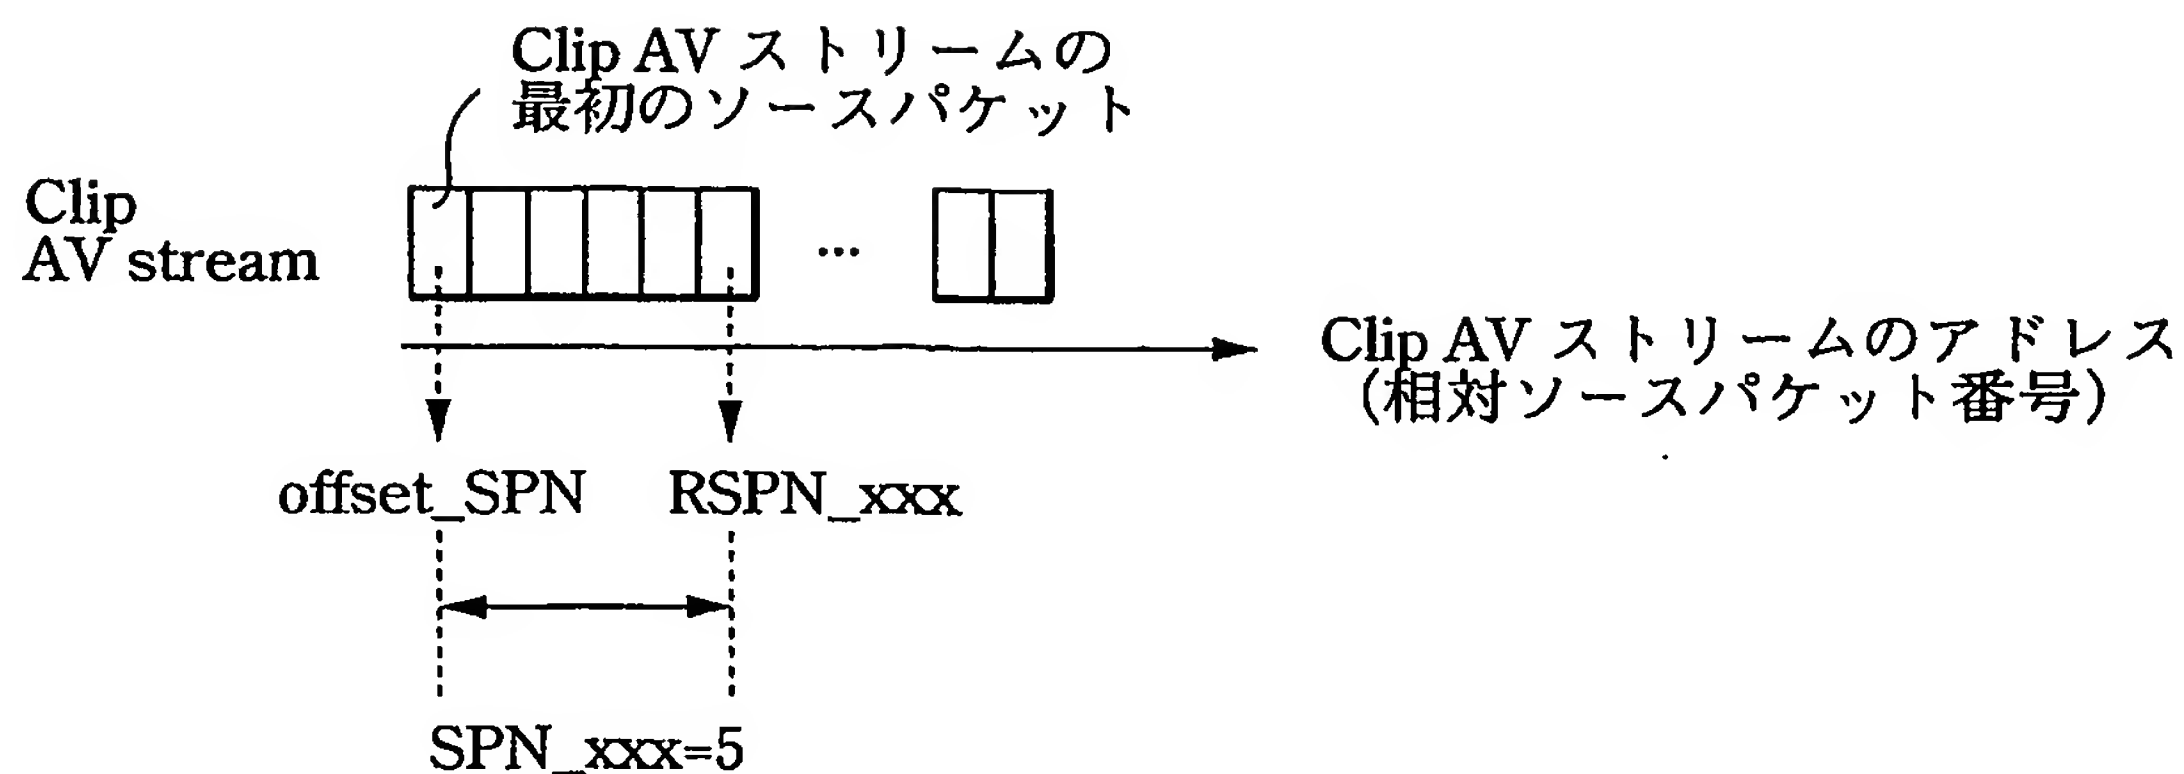 Clip AV ストリームの
最初のソースパケット
Clip
AV stream
...
Clip AV ストリームのアドレス
(相対ソースパケット番号)
offset_SPN
RSPN_xxx
SPN_xxx=5